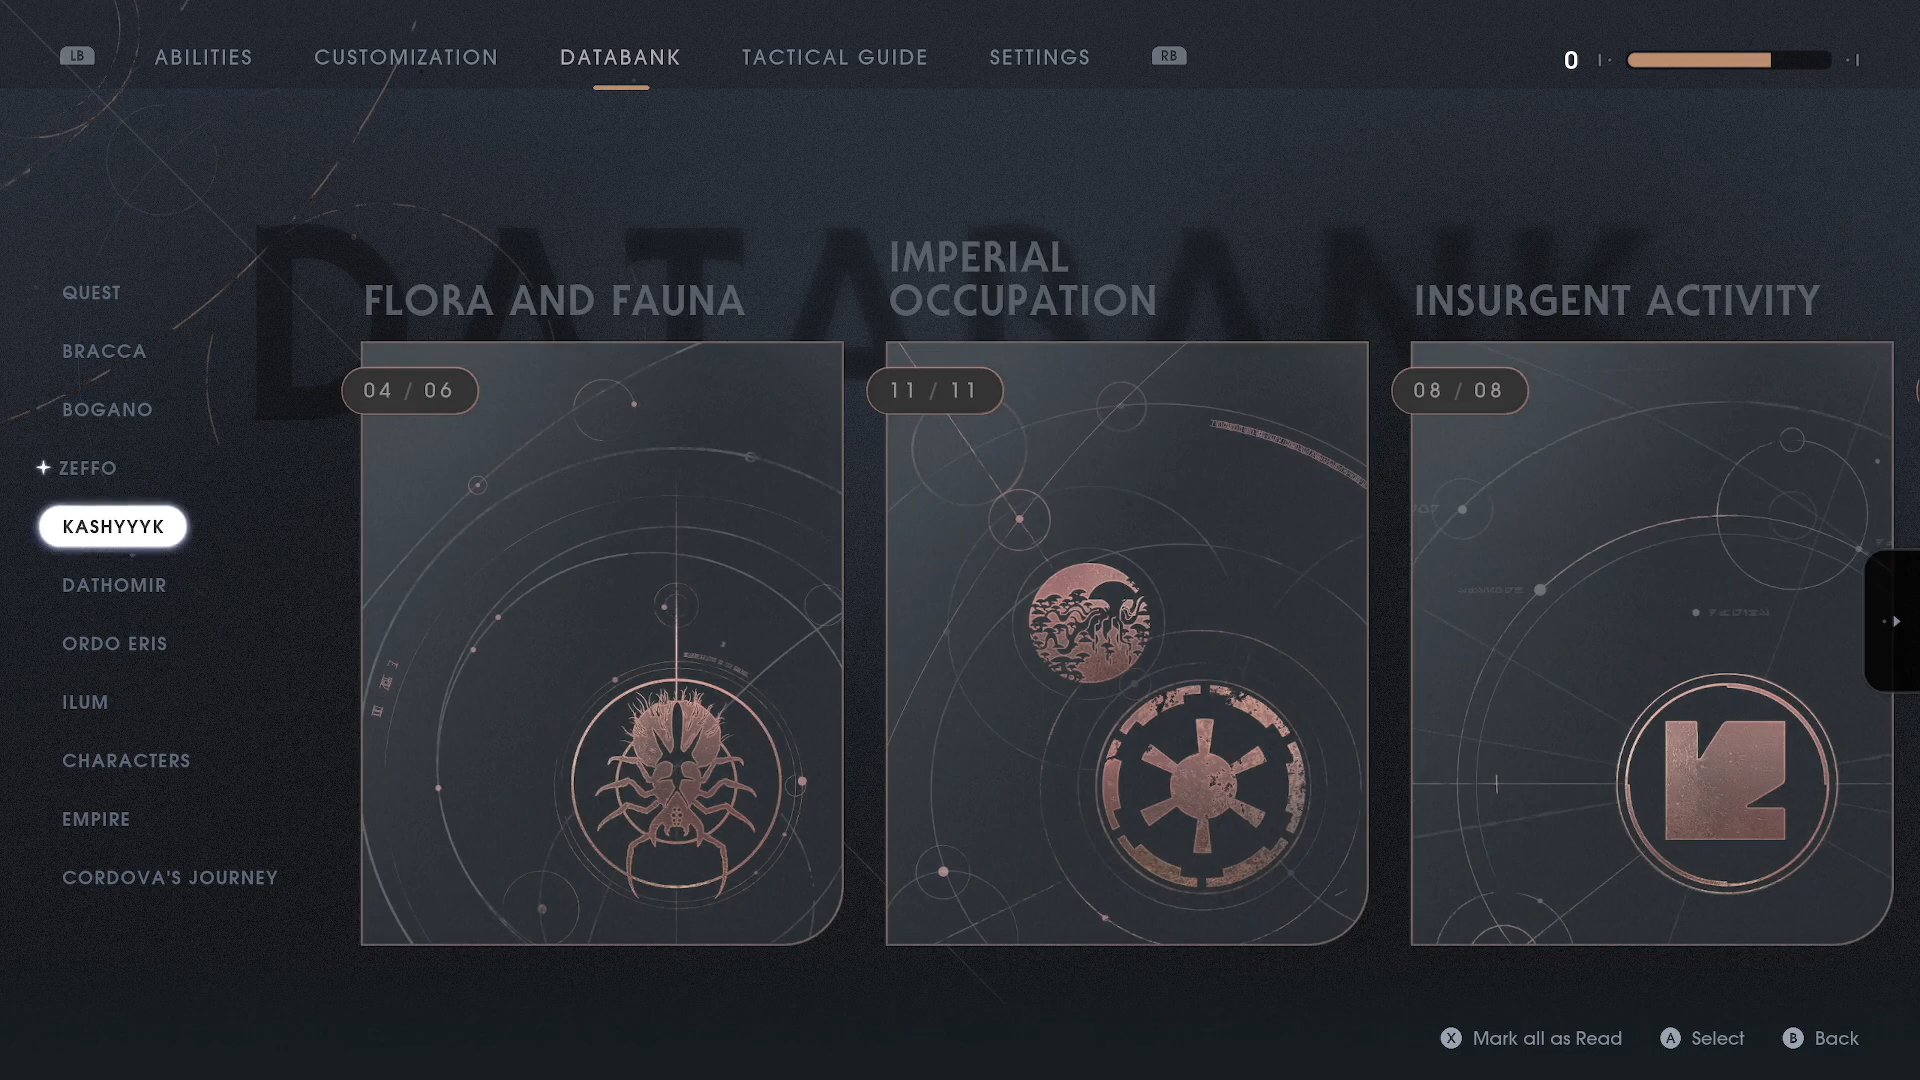 LB ABILITIES CUSTOMIZATION DATABANK TACTICAL GUIDE SETTINGS RB 0
DATABANK
QUEST
BRACCA
BOGANO
ZEFFO
KASHYYYK
DATHOMIR
ORDO ERIS
ILUM
CHARACTERS
EMPIRE
CORDOVA'S JOURNEY
FLORA AND FAUNA
04 / 06
IMPERIAL
OCCUPATION
11 / 11
INSURGENT ACTIVITY
08 / 08
X Mark all as Read A Select B Back